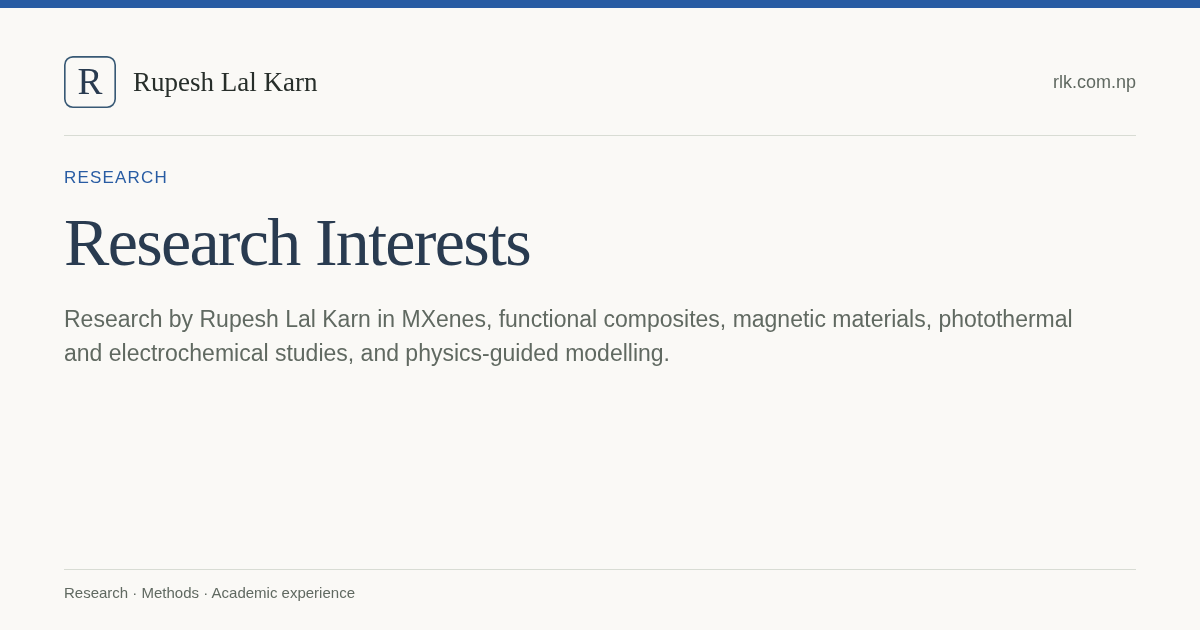 R
Rupesh Lal Karn
rlk.com.np
RESEARCH
Research Interests
Research by Rupesh Lal Karn in MXenes, functional composites, magnetic materials, photothermal
and electrochemical studies, and physics-guided modelling.
Research · Methods · Academic experience